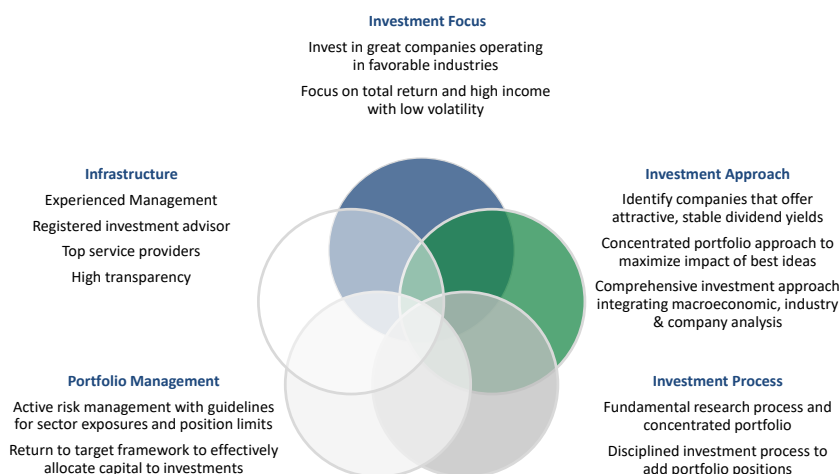 Investment Focus
Invest in great companies operating
in favorable industries
Focus on total return and high income
with low volatility
Infrastructure
Experienced Management
Registered investment advisor
Top service providers
High transparency
Investment Approach
Identify companies that offer
attractive, stable dividend yields
Concentrated portfolio approach to
maximize impact of best ideas
Comprehensive investment approach
integrating macroeconomic, industry
& company analysis
Portfolio Management
Active risk management with guidelines
for sector exposures and position limits
Return to target framework to effectively
allocate capital to investments
Investment Process
Fundamental research process and
concentrated portfolio
Disciplined investment process to
add portfolio positions